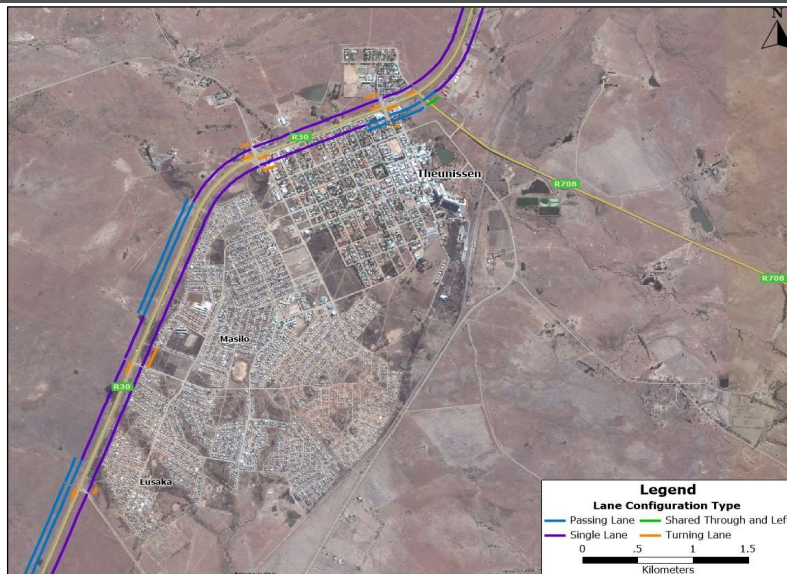 N
R30
Theunissen
R708
R708
Masilo
R30
Lusaka
Legend
Lane Configuration Type
Passing Lane
Shared Through and Left
Single Lane
Turning Lane
0 .5 1 1.5
Kilometers